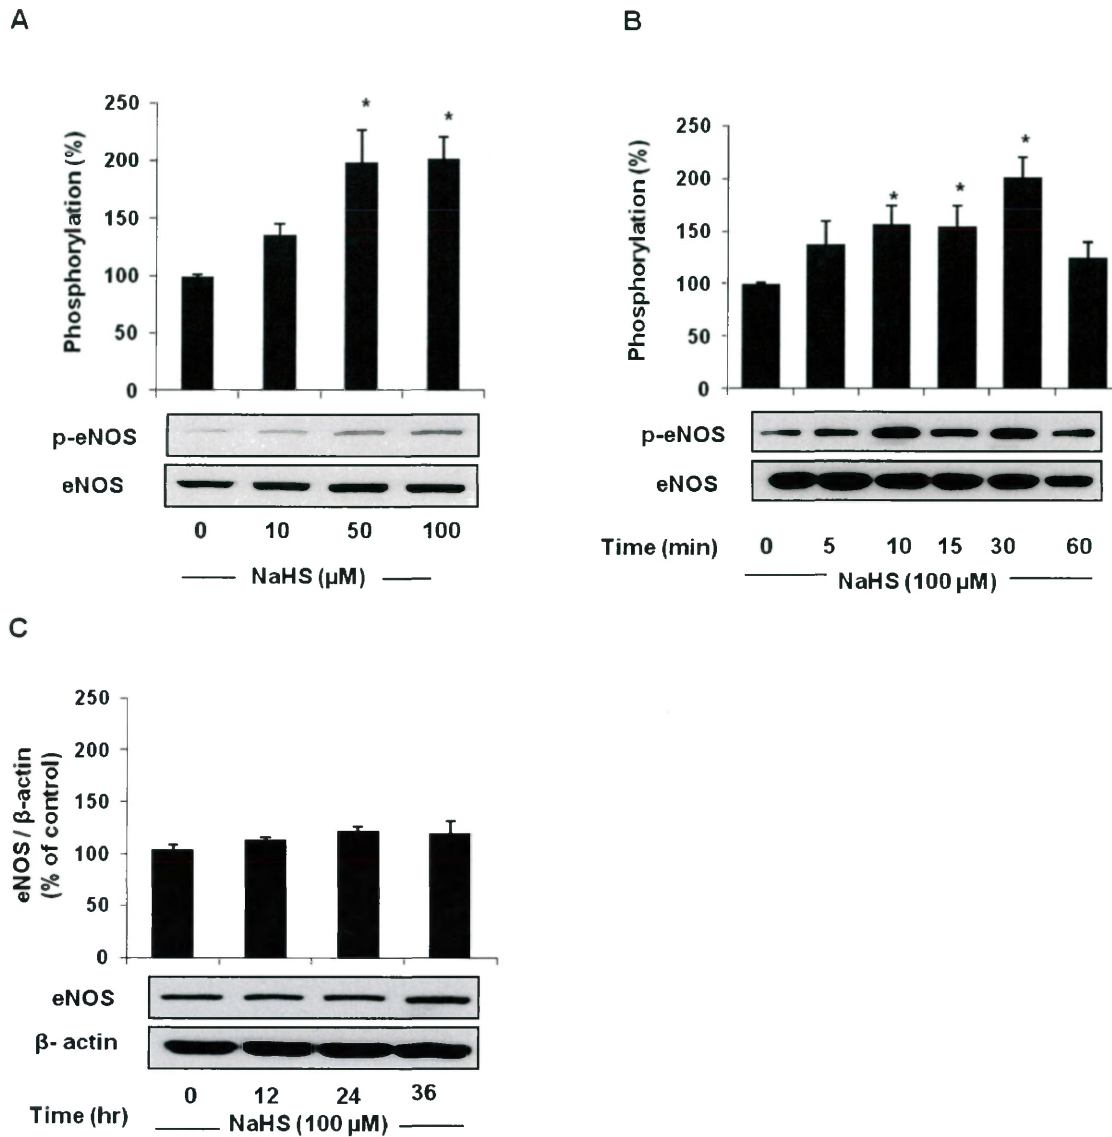 A
Phosphorylation (%)
250
200
150
100
50
0
*
*
p-eNOS
eNOS
0 10 50 100
NaHS (µM)
B
Phosphorylation (%)
250
200
150
100
50
0
*
*
*
p-eNOS
eNOS
Time (min) 0 5 10 15 30 60
NaHS (100 µM)
C
eNOS / β-actin
(% of control)
250
200
150
100
50
0
eNOS
β- actin
0 12 24 36
Time (hr)
NaHS (100 µM)